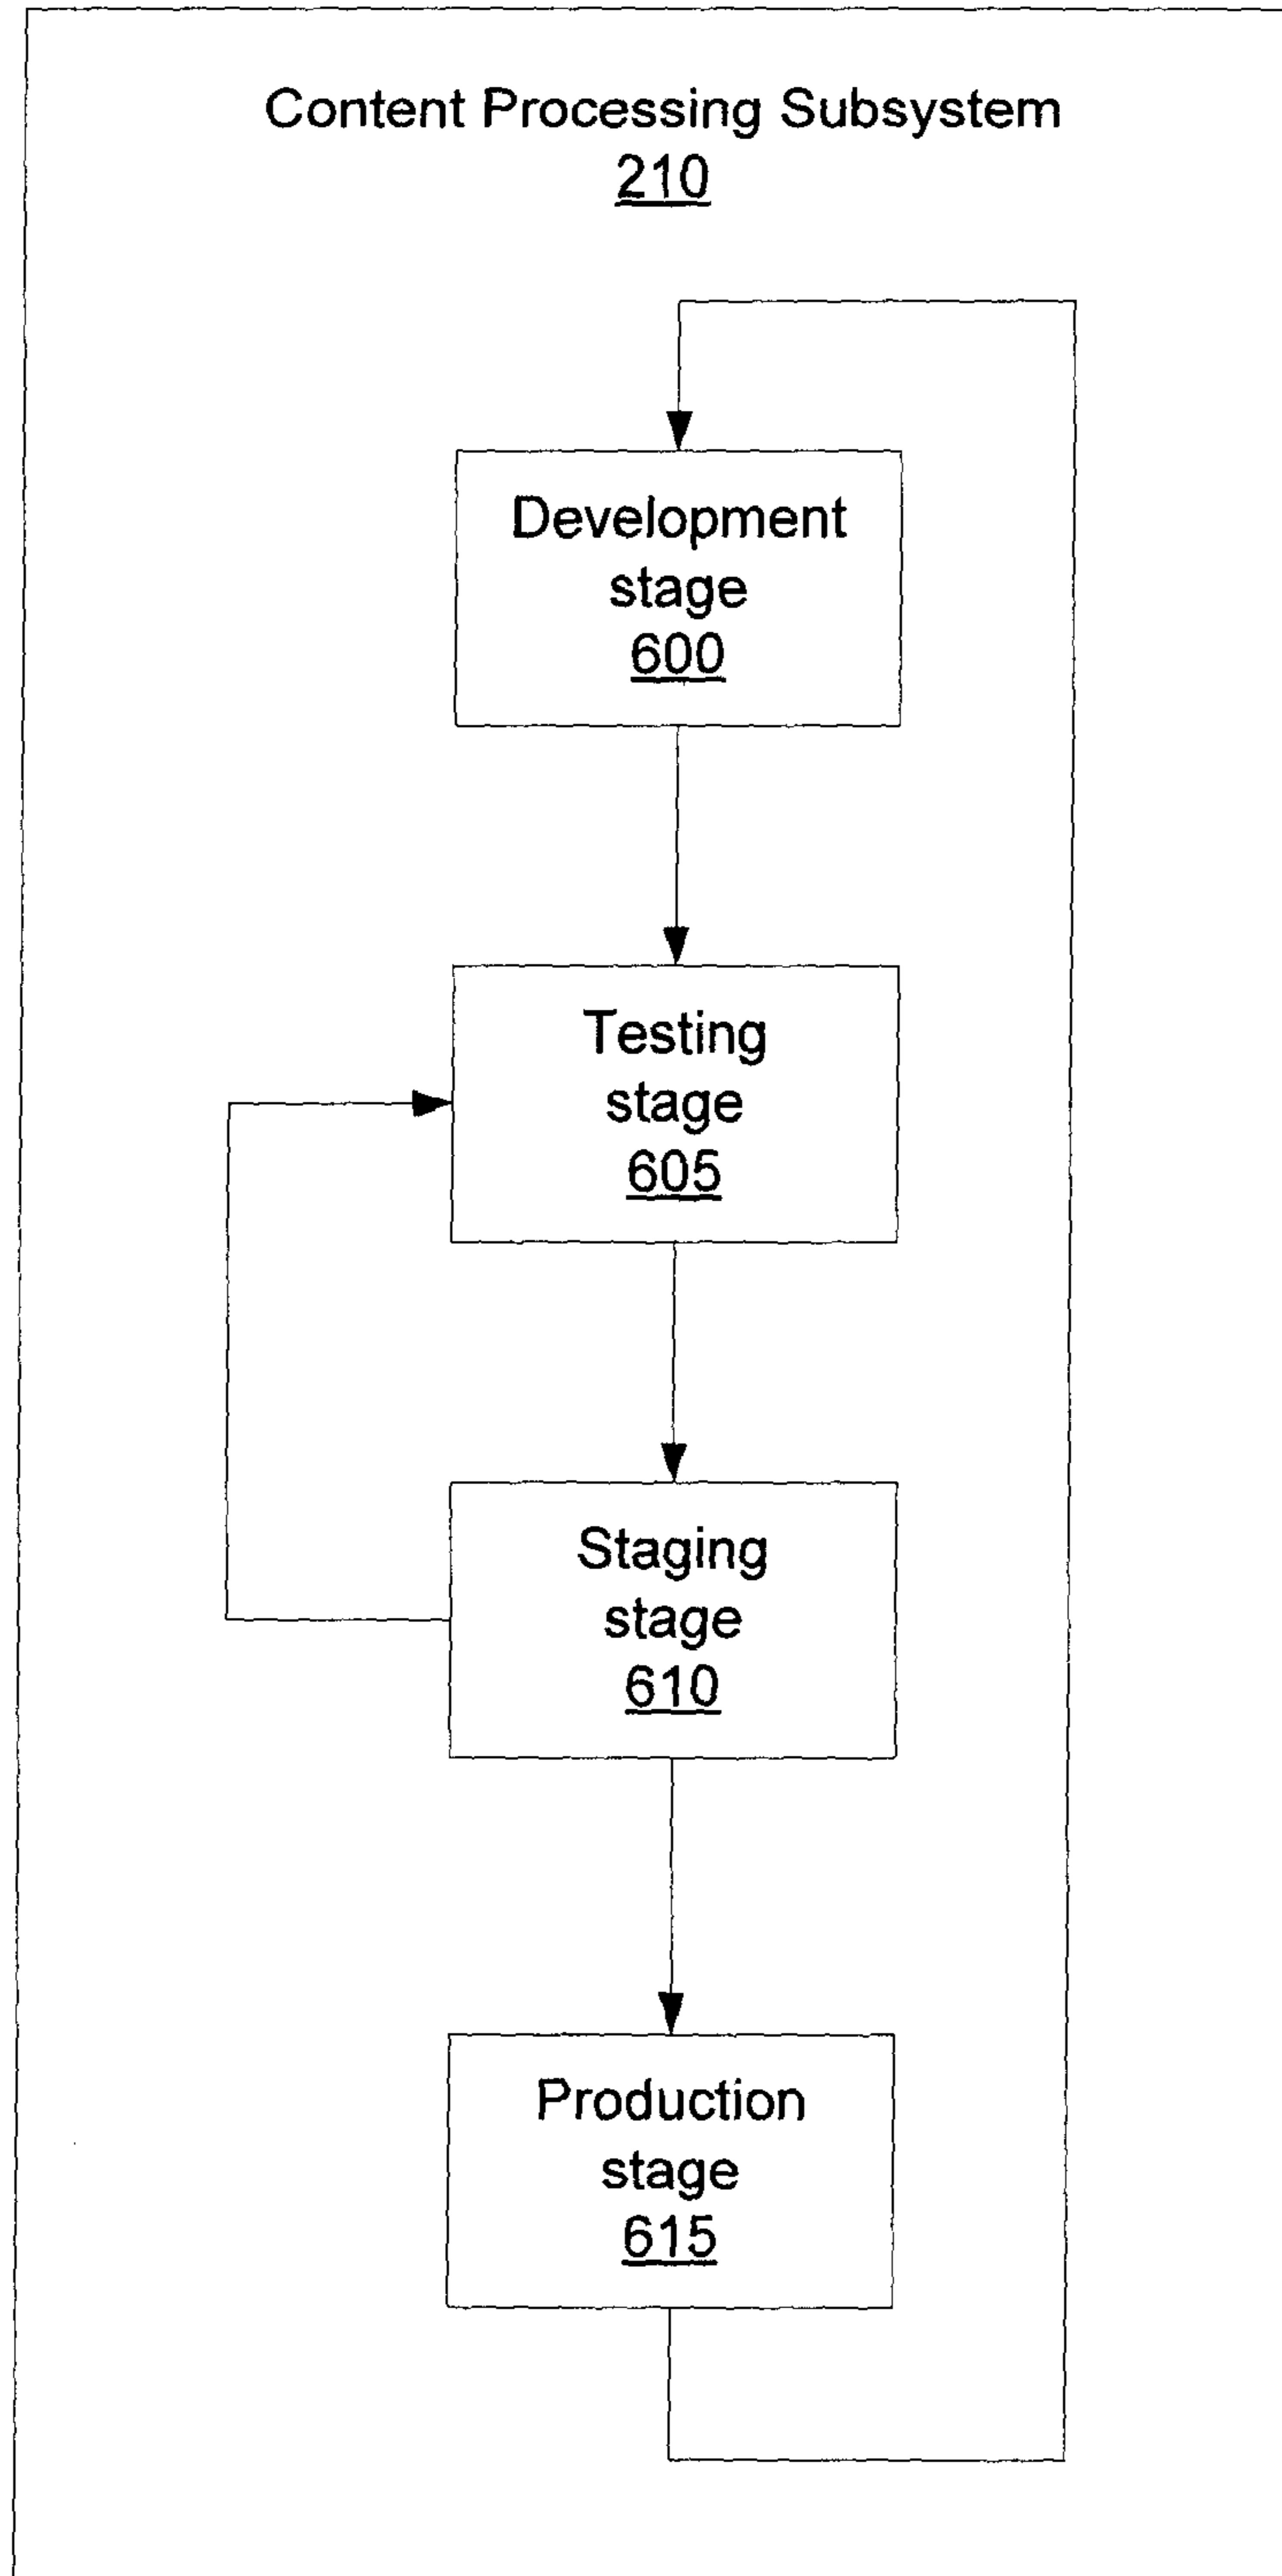 Content Processing Subsystem
210
Development
stage
600
Testing
stage
605
Staging
stage
610
Production
stage
615